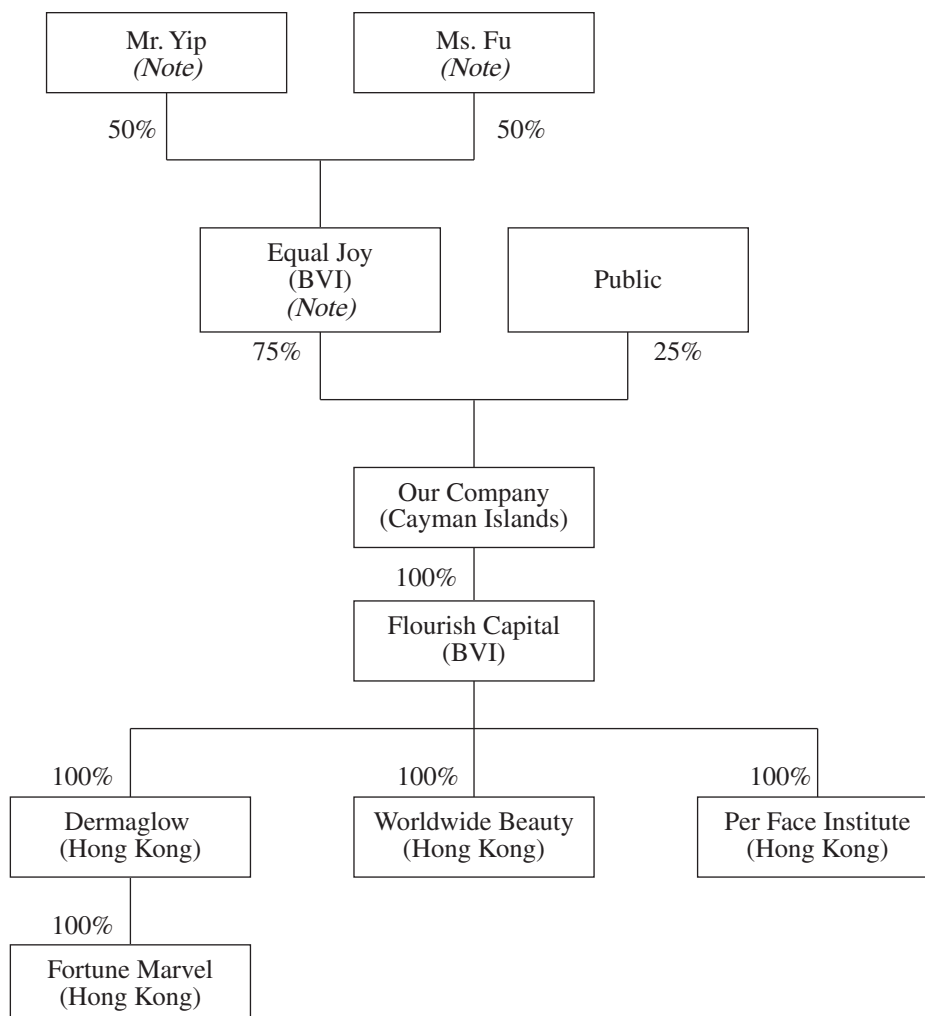 Mr. Yip
(Note)
Ms. Fu
(Note)
50%
50%
Equal Joy
(BVI)
(Note)
Public
75%
25%
Our Company
(Cayman Islands)
100%
Flourish Capital
(BVI)
100%
100%
100%
Dermaglow
(Hong Kong)
Worldwide Beauty
(Hong Kong)
Per Face Institute
(Hong Kong)
100%
Fortune Marvel
(Hong Kong)